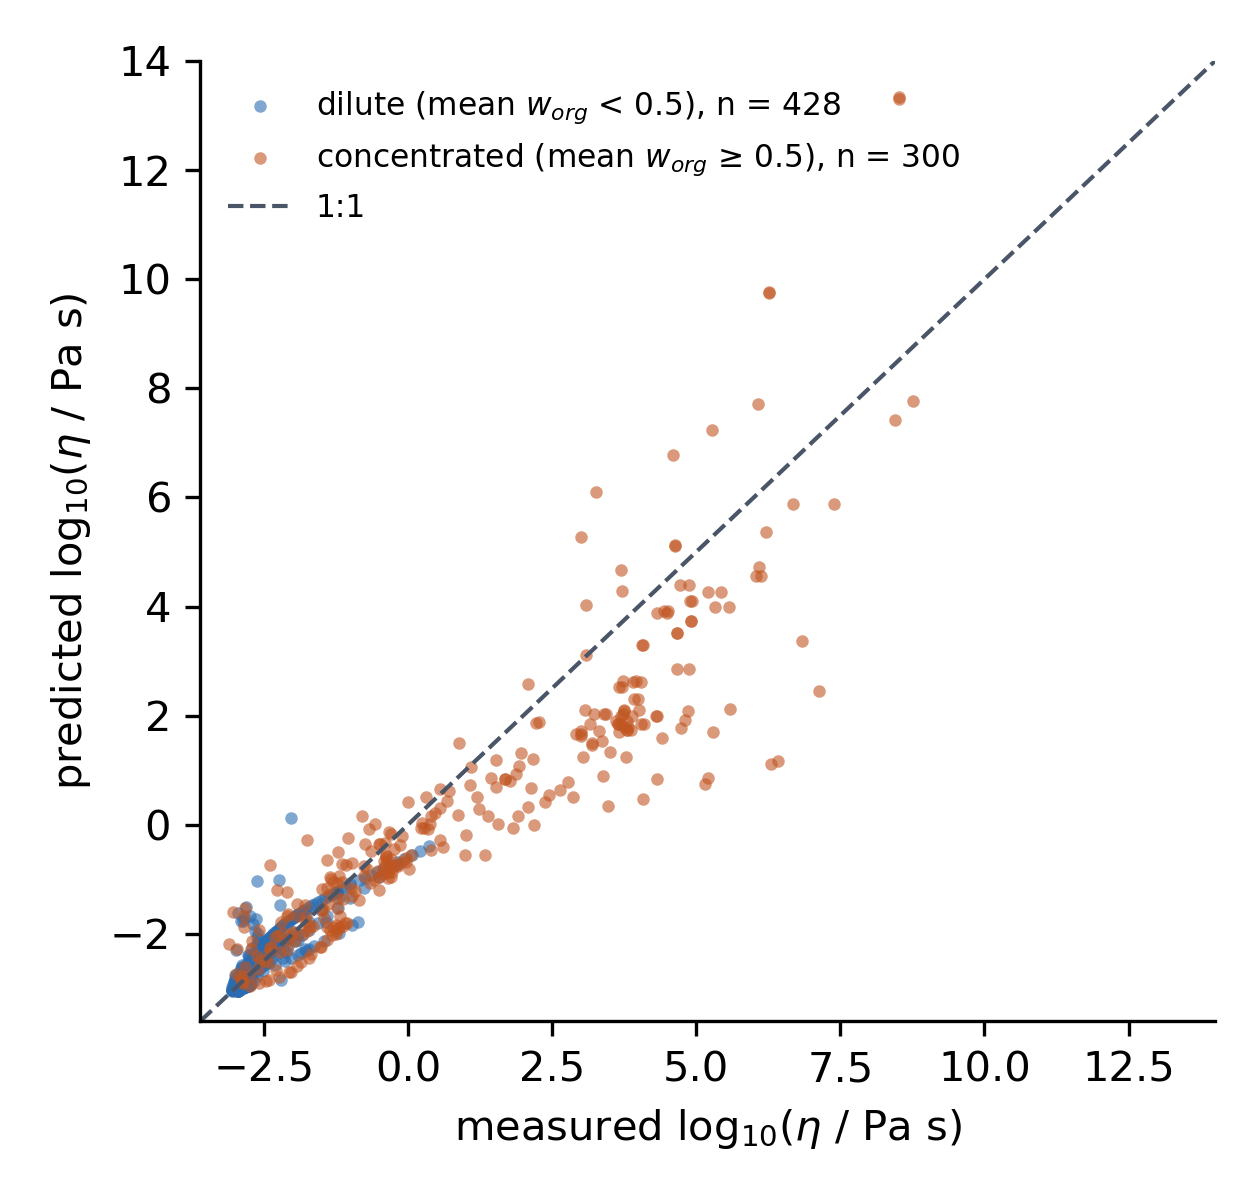 14
12
10
8
6
4
2
0
−2
dilute (mean w_org < 0.5), n = 428
concentrated (mean w_org ≥ 0.5), n = 300
1:1
predicted log₁₀(η / Pa s)
−2.5 0.0 2.5 5.0 7.5 10.0 12.5
measured log₁₀(η / Pa s)